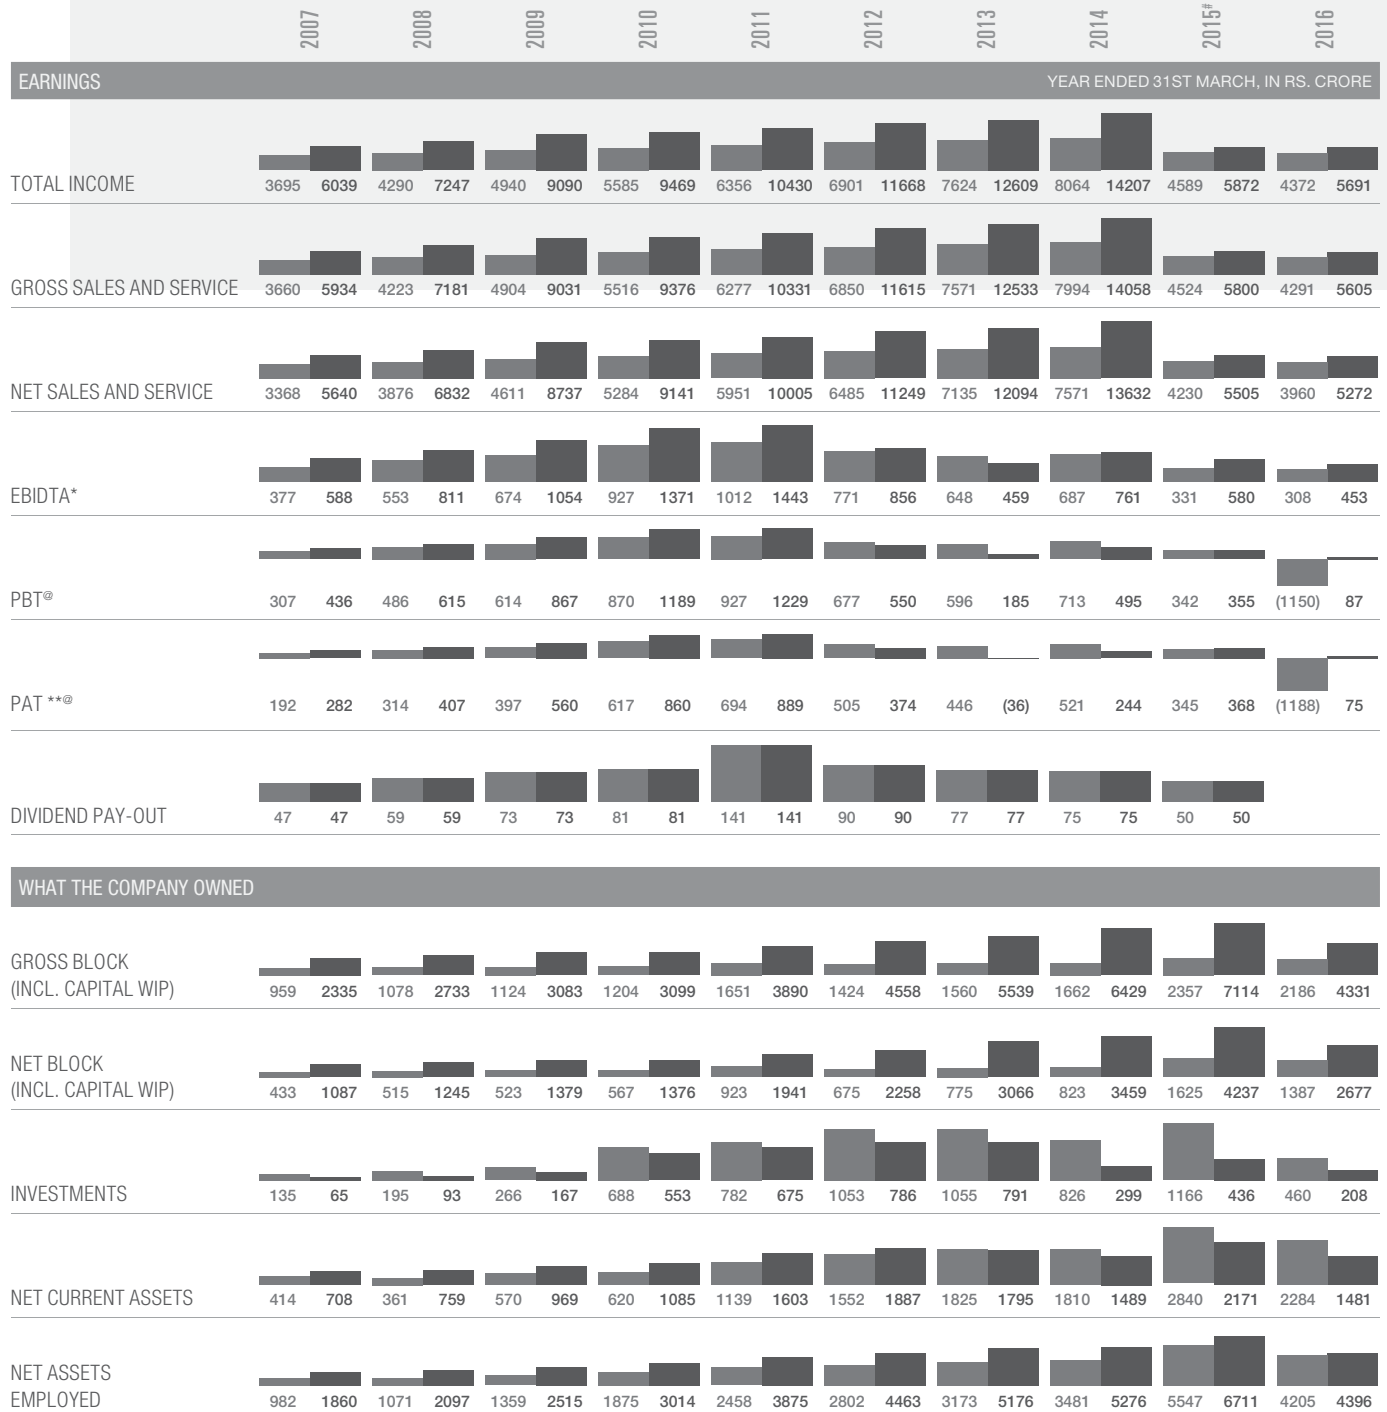 2007 2008 2009 2010 2011 2012 2013 2014 2015# 2016
EARNINGS YEAR ENDED 31ST MARCH, IN RS. CRORE
TOTAL INCOME 3695 6039 4290 7247 4940 9090 5585 9469 6356 10430 6901 11668 7624 12609 8064 14207 4589 5872 4372 5691
GROSS SALES AND SERVICE 3660 5934 4223 7181 4904 9031 5516 9376 6277 10331 6850 11615 7571 12533 7994 14058 4524 5800 4291 5605
NET SALES AND SERVICE 3368 5640 3876 6832 4611 8737 5284 9141 5951 10005 6485 11249 7135 12094 7571 13632 4230 5505 3960 5272
EBIDTA* 377 588 553 811 674 1054 927 1371 1012 1443 771 856 648 459 687 761 331 580 308 453
PBT@ 307 436 486 615 614 867 870 1189 927 1229 677 550 596 185 713 495 342 355 (1150) 87
PAT **@ 192 282 314 407 397 560 617 860 694 889 505 374 446 (36) 521 244 345 368 (1188) 75
DIVIDEND PAY-OUT 47 47 59 59 73 73 81 81 141 141 90 90 77 77 75 75 50 50
WHAT THE COMPANY OWNED
GROSS BLOCK
(INCL. CAPITAL WIP) 959 2335 1078 2733 1124 3083 1204 3099 1651 3890 1424 4558 1560 5539 1662 6429 2357 7114 2186 4331
NET BLOCK
(INCL. CAPITAL WIP) 433 1087 515 1245 523 1379 567 1376 923 1941 675 2258 775 3066 823 3459 1625 4237 1387 2677
INVESTMENTS 135 65 195 93 266 167 688 553 782 675 1053 786 1055 791 826 299 1166 436 460 208
NET CURRENT ASSETS 414 708 361 759 570 969 620 1085 1139 1603 1552 1887 1825 1795 1810 1489 2840 2171 2284 1481
NET ASSETS
EMPLOYED 982 1860 1071 2097 1359 2515 1875 3014 2458 3875 2802 4463 3173 5176 3481 5276 5547 6711 4205 4396